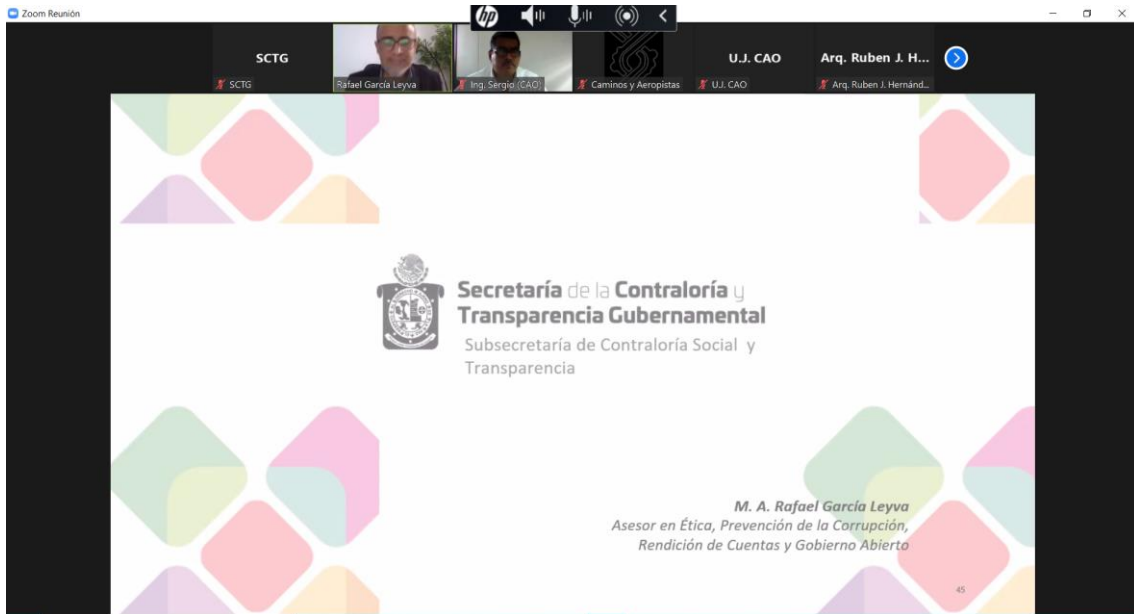 Zoom Reunión
hp
SCTG
U.J. CAO
Arq. Ruben J. H...
SCTG
Rafael García Leyva
Ing. Sergio (CAO)
Caminos y Aeropistas
U.J. CAO
Arq. Ruben J. Hernánd...
Secretaría de la Contraloría y
Transparencia Gubernamental
Subsecretaría de Contraloría Social y
Transparencia
M. A. Rafael García Leyva
Asesor en Ética, Prevención de la Corrupción,
Rendición de Cuentas y Gobierno Abierto
45